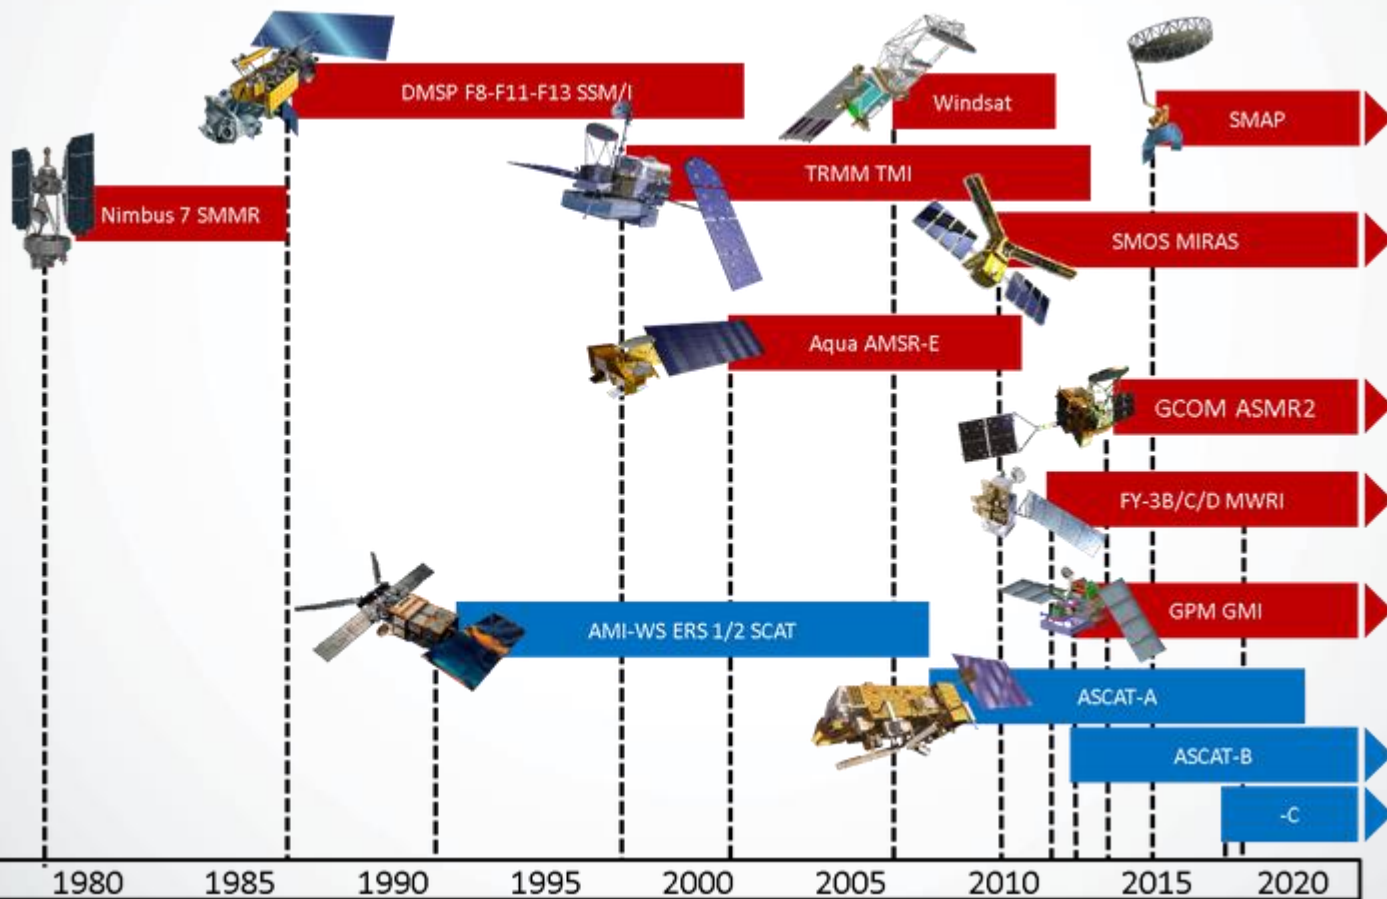 DMSP F8-F11-F13 SSM/I
Windsat
SMAP
TRMM TMI
Nimbus 7 SMMR
SMOS MIRAS
Aqua AMSR-E
GCOM ASMR2
FY-3B/C/D MWRI
GPM GMI
AMI-WS ERS 1/2 SCAT
ASCAT-A
ASCAT-B
-C
1980 1985 1990 1995 2000 2005 2010 2015 2020